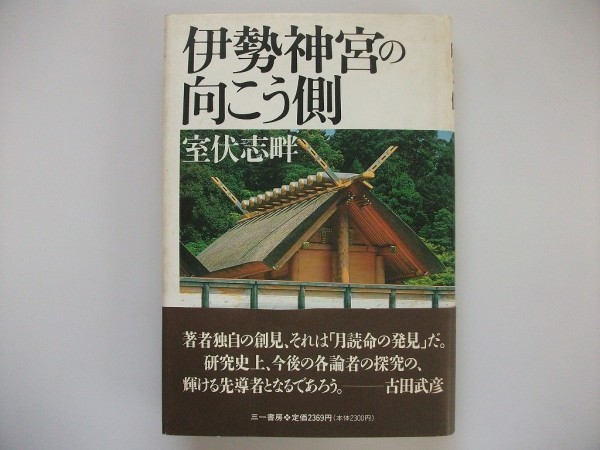 伊勢神宮の
向こう側
室伏志畔
著者独自の創見、それは「月読命の発見」だ。
研究史上、今後の各論者の探究の、
輝ける先導者となるであろう。——古田武彦
三一書房❖定価2369円(本体2300円)